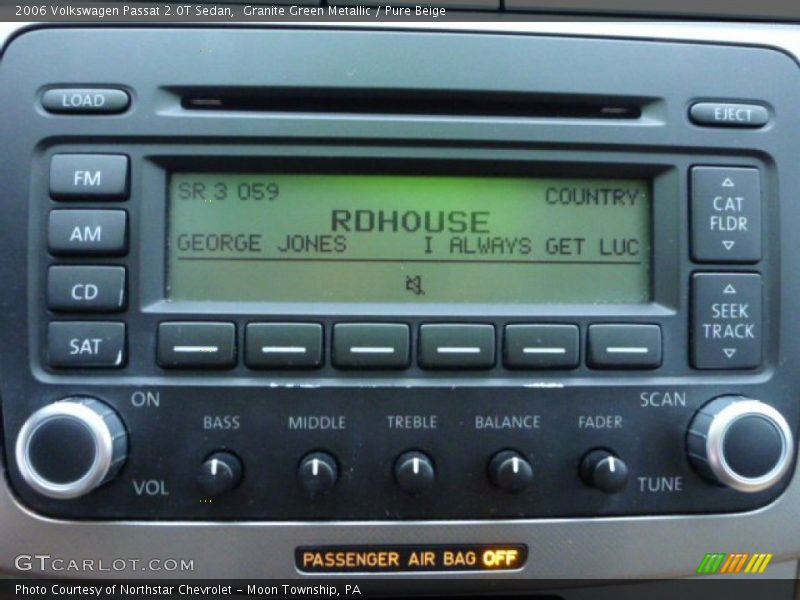 2006 Volkswagen Passat 2.0T Sedan,  Granite Green Metallic / Pure Beige
LOAD
EJECT
FM
AM
CD
SAT
SR 3 059
COUNTRY
RDHOUSE
GEORGE JONES
I ALWAYS GET LUC
CAT
FLDR
SEEK
TRACK
ON
VOL
BASS
MIDDLE
TREBLE
BALANCE
FADER
SCAN
TUNE
PASSENGER AIR BAG OFF
GTCARLOT.COM
Photo Courtesy of Northstar Chevrolet - Moon Township, PA